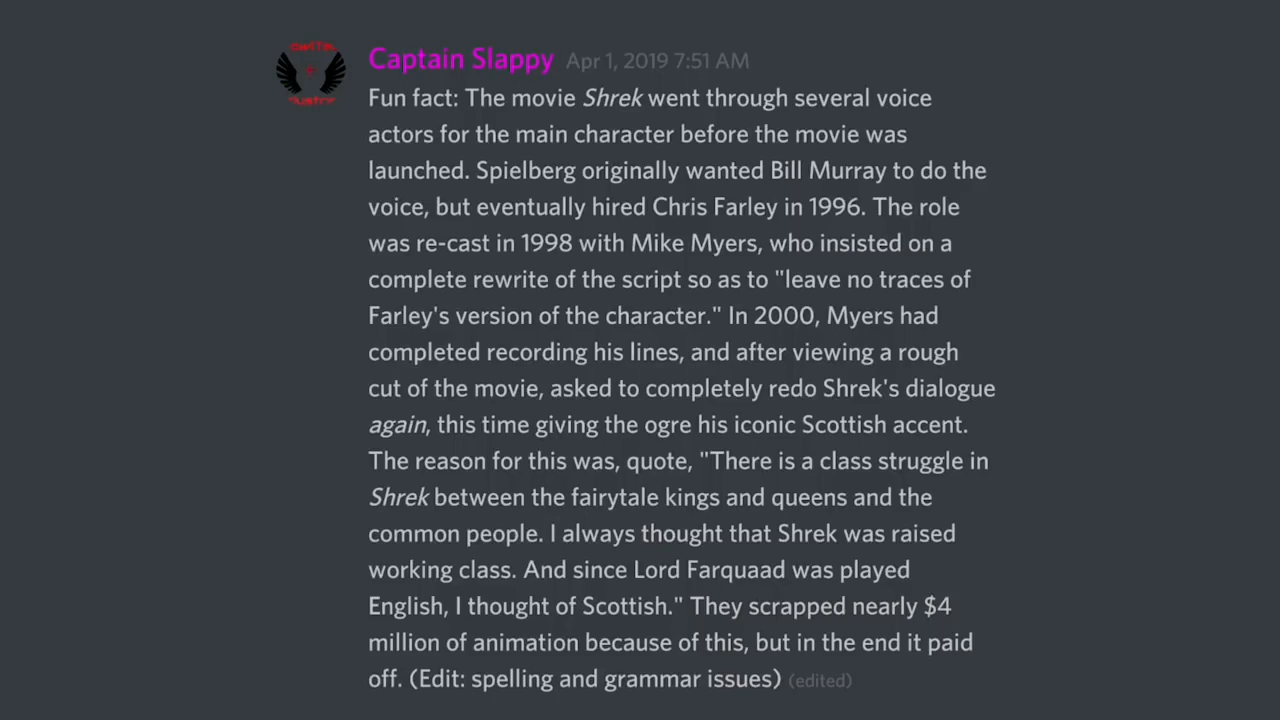 Captain Slappy Apr 1, 2019 7:51 AM
Fun fact: The movie Shrek went through several voice
actors for the main character before the movie was
launched. Spielberg originally wanted Bill Murray to do the
voice, but eventually hired Chris Farley in 1996. The role
was re-cast in 1998 with Mike Myers, who insisted on a
complete rewrite of the script so as to "leave no traces of
Farley's version of the character." In 2000, Myers had
completed recording his lines, and after viewing a rough
cut of the movie, asked to completely redo Shrek's dialogue
again, this time giving the ogre his iconic Scottish accent.
The reason for this was, quote, "There is a class struggle in
Shrek between the fairytale kings and queens and the
common people. I always thought that Shrek was raised
working class. And since Lord Farquaad was played
English, I thought of Scottish." They scrapped nearly $4
million of animation because of this, but in the end it paid
off. (Edit: spelling and grammar issues) (edited)